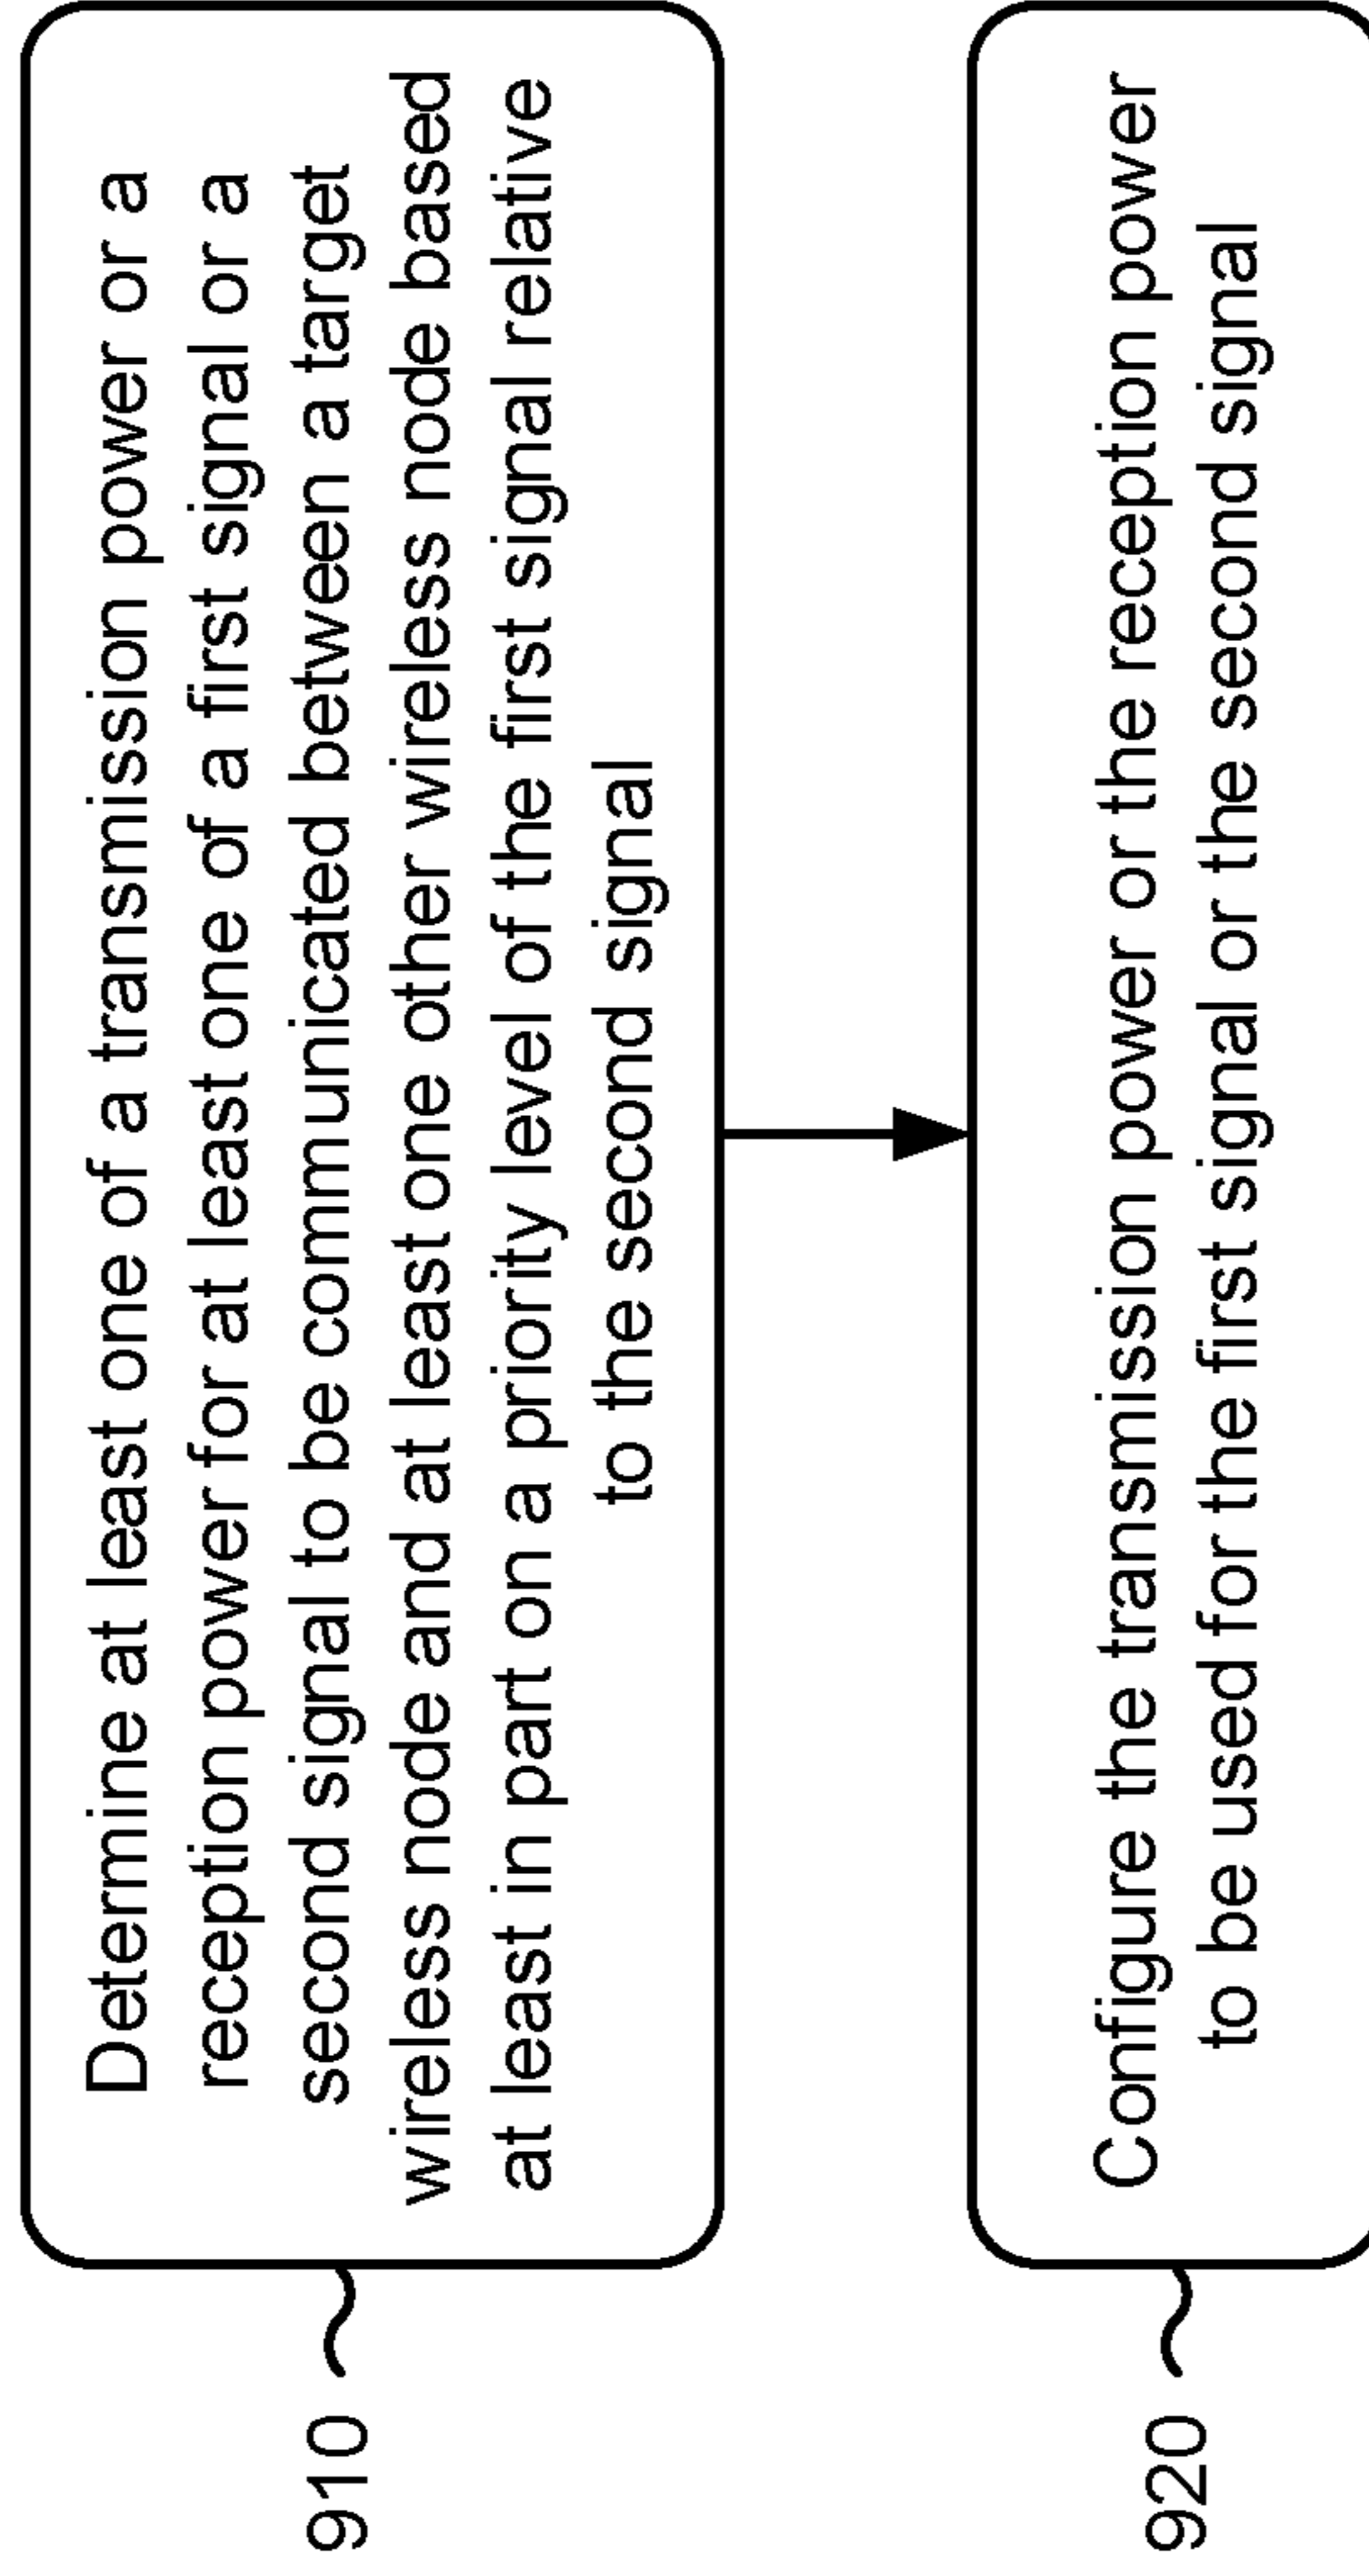 910
Determine at least one of a transmission power or a
reception power for at least one of a first signal or a
second signal to be communicated between a target
wireless node and at least one other wireless node based
at least in part on a priority level of the first signal relative
to the second signal
920
Configure the transmission power or the reception power
to be used for the first signal or the second signal